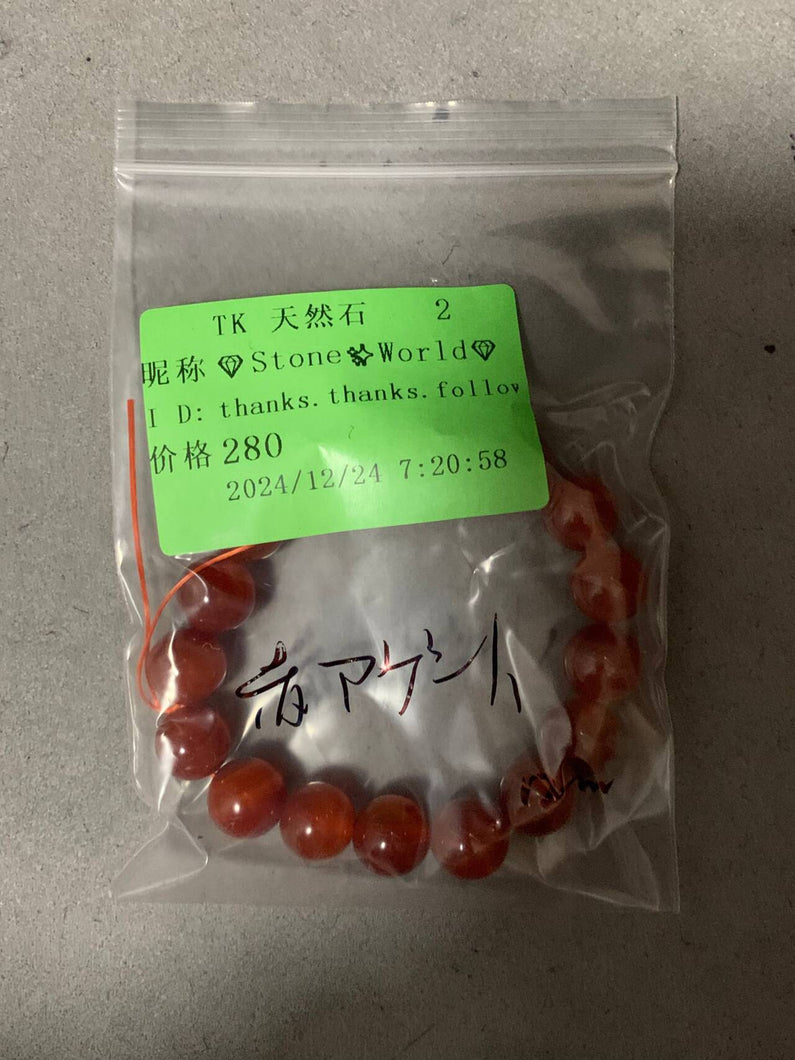 TK 天然石 2
昵称💎Stone✨World💎
I D: thanks.thanks.follow
价格 280
2024/12/24 7:20:58
赤アゲート